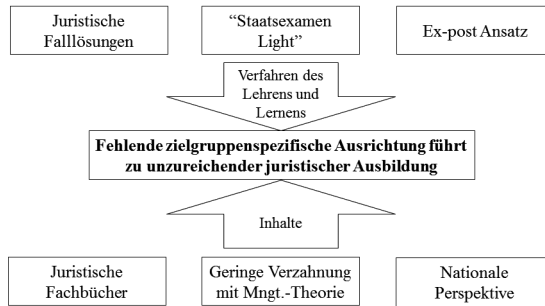 Juristische
Falllösungen
“Staatsexamen
Light”
Ex-post Ansatz
Verfahren des
Lehrens und
Lernens
Fehlende zielgruppenspezifische Ausrichtung führt
zu unzureichender juristischer Ausbildung
Inhalte
Juristische
Fachbücher
Geringe Verzahnung
mit Mngt.-Theorie
Nationale
Perspektive